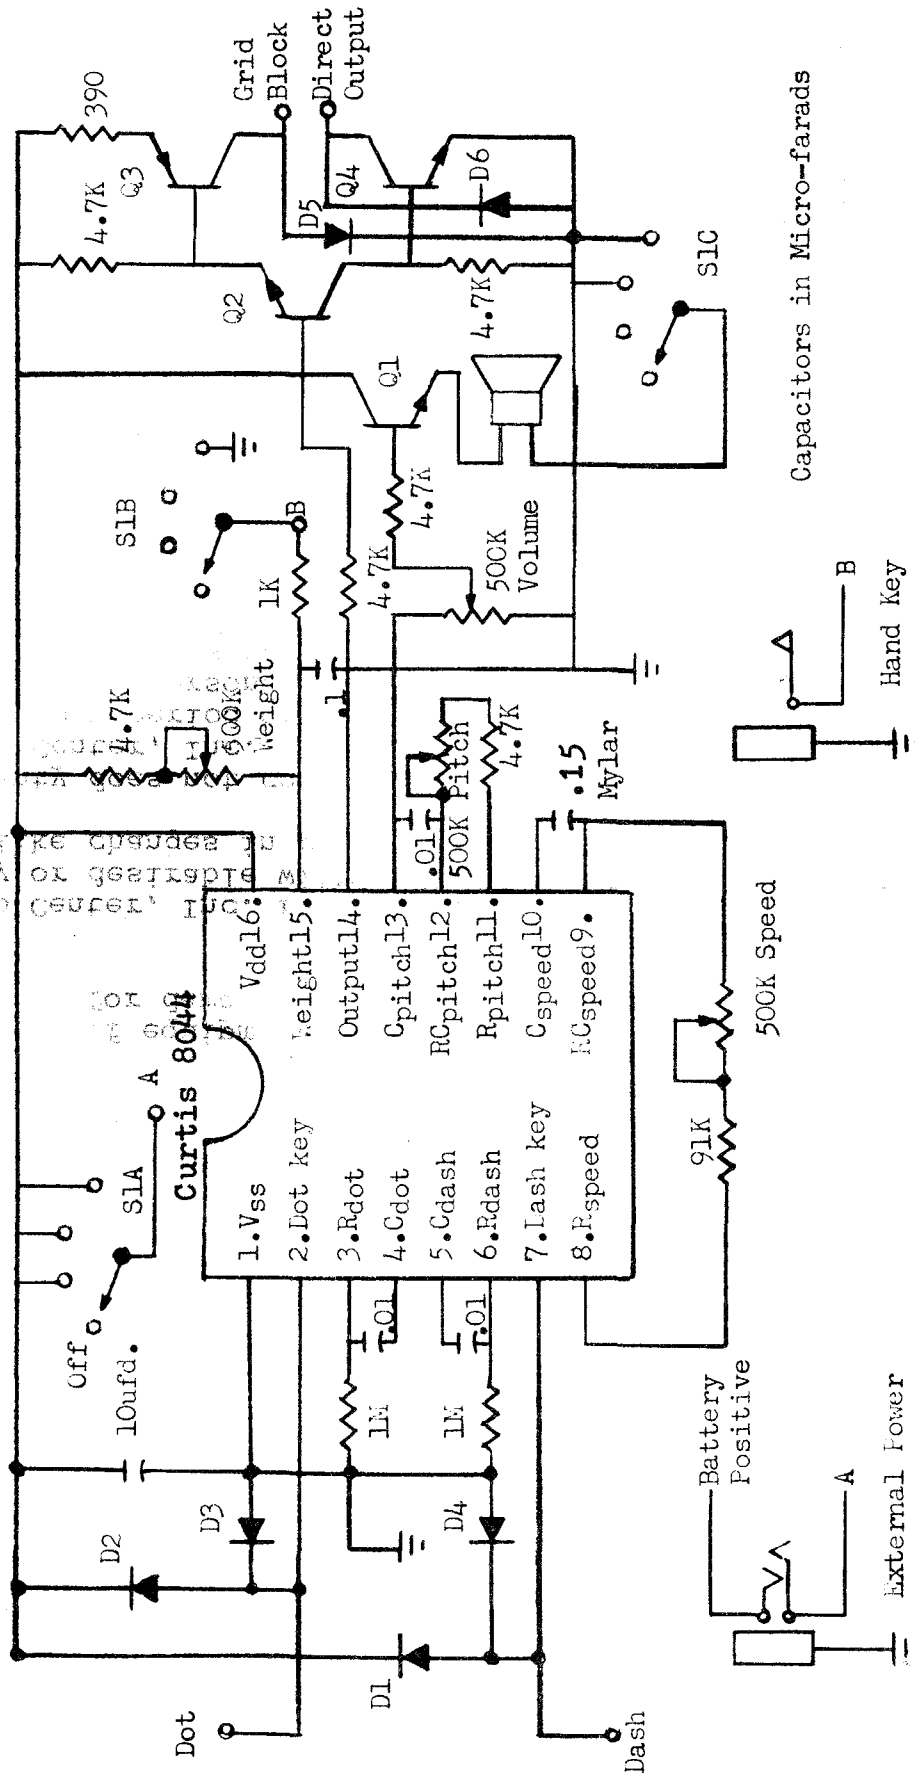 Dot
Dash
D1
D2
D3
D4
Off
10ufd.
S1A
A
Curtis 8044
1.Vss
2.Dot key
3.Rdot
4.Cdot
5.Cdash
6.Rdash
7.Dash key
8.Rspeed
Vdd16.
Weight15.
Output14.
Cpitch13.
RCpitch12.
Rpitch11.
Cspeed10.
RCspeed9.
1M
.01
1M
.01
91K
500K Speed
4.7K
500K
Weight
.1
.01
500K Pitch
4.7K
.15
Mylar
S1B
B
1K
4.7K
4.7K
500K
Volume
Q1
Q2
4.7K
4.7K
Q3
390
D5
Q4
D6
Grid
Block
Direct
Output
S1C
Capacitors in Micro-farads
Battery
Positive
A
External Power
B
Hand Key